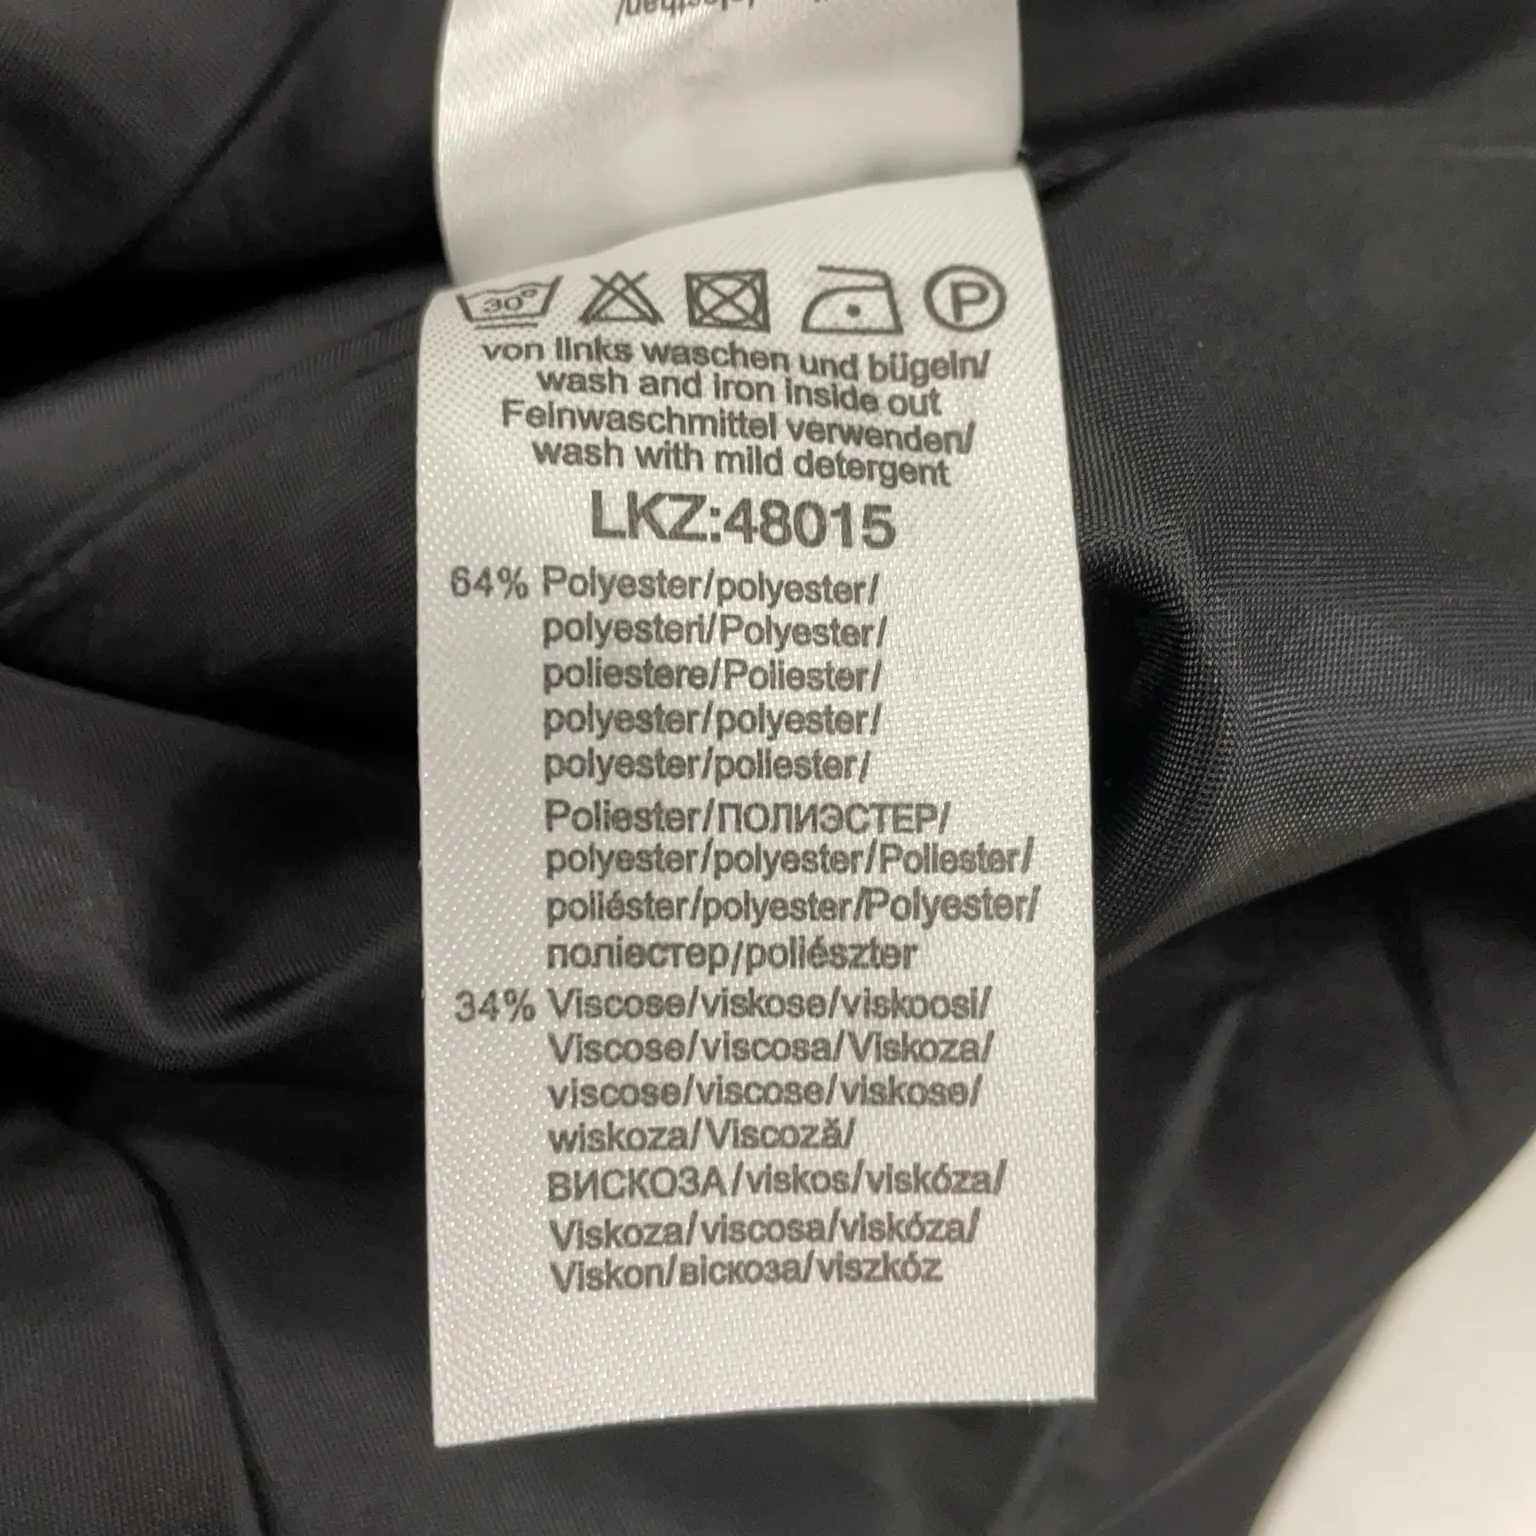 30°
P
von links waschen und bügeln/
wash and iron inside out
Feinwaschmittel verwenden/
wash with mild detergent
LKZ:48015
64% Polyester/polyester/
polyesteri/Polyester/
poliestere/Poliester/
polyester/polyester/
polyester/poliester/
Poliester/ПОЛИЭСТЕР/
polyester/polyester/Poliester/
poliéster/polyester/Polyester/
поліестер/poliészter
34% Viscose/viskose/viskoosi/
Viscose/viscosa/Viskoza/
viscose/viscose/viskose/
wiskoza/Viscoză/
ВИСКОЗА/viskos/viskóza/
Viskoza/viscosa/viskóza/
Viskon/віскоза/viszkóz